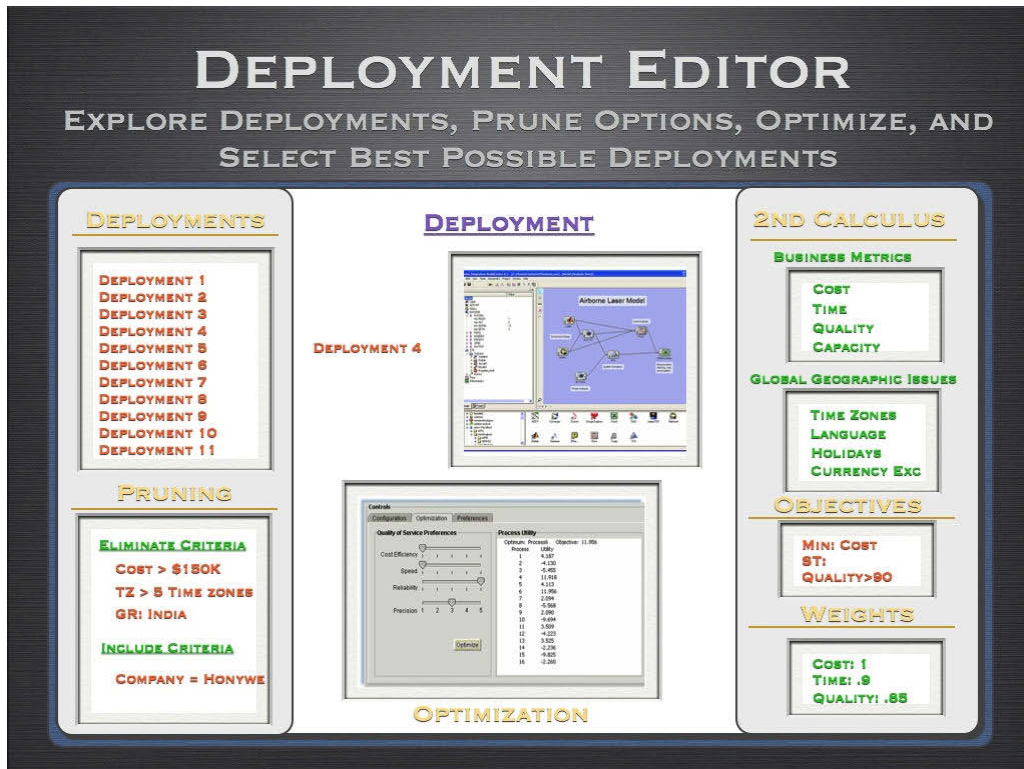 DEPLOYMENT EDITOR
EXPLORE DEPLOYMENTS, PRUNE OPTIONS, OPTIMIZE, AND
SELECT BEST POSSIBLE DEPLOYMENTS
DEPLOYMENTS
DEPLOYMENT 1
DEPLOYMENT 2
DEPLOYMENT 3
DEPLOYMENT 4
DEPLOYMENT 5
DEPLOYMENT 6
DEPLOYMENT 7
DEPLOYMENT 8
DEPLOYMENT 9
DEPLOYMENT 10
DEPLOYMENT 11
PRUNING
ELIMINATE CRITERIA
COST > $150K
TZ > 5 TIME ZONES
GR: INDIA
INCLUDE CRITERIA
COMPANY = HONYWE
DEPLOYMENT
DEPLOYMENT 4
Airborne Laser Model
Controls
Configuration Optimization Preferences
Quality of Service Preferences
Cost Efficiency
Speed
Reliability
Precision 1 2 3 4 5
Optimize
Process Utility
Optimum: Process6 Objective: 11.956
Process Utility
1 4.187
2 -4.130
3 -5.455
4 11.918
5 4.113
6 11.956
7 2.094
8 -5.568
9 2.090
10 -9.694
11 3.509
12 -4.223
13 3.525
14 -2.236
15 -9.825
16 -2.260
OPTIMIZATION
2ND CALCULUS
BUSINESS METRICS
COST
TIME
QUALITY
CAPACITY
GLOBAL GEOGRAPHIC ISSUES
TIME ZONES
LANGUAGE
HOLIDAYS
CURRENCY EXC
OBJECTIVES
MIN: COST
ST:
QUALITY>90
WEIGHTS
COST: 1
TIME: .9
QUALITY: .85